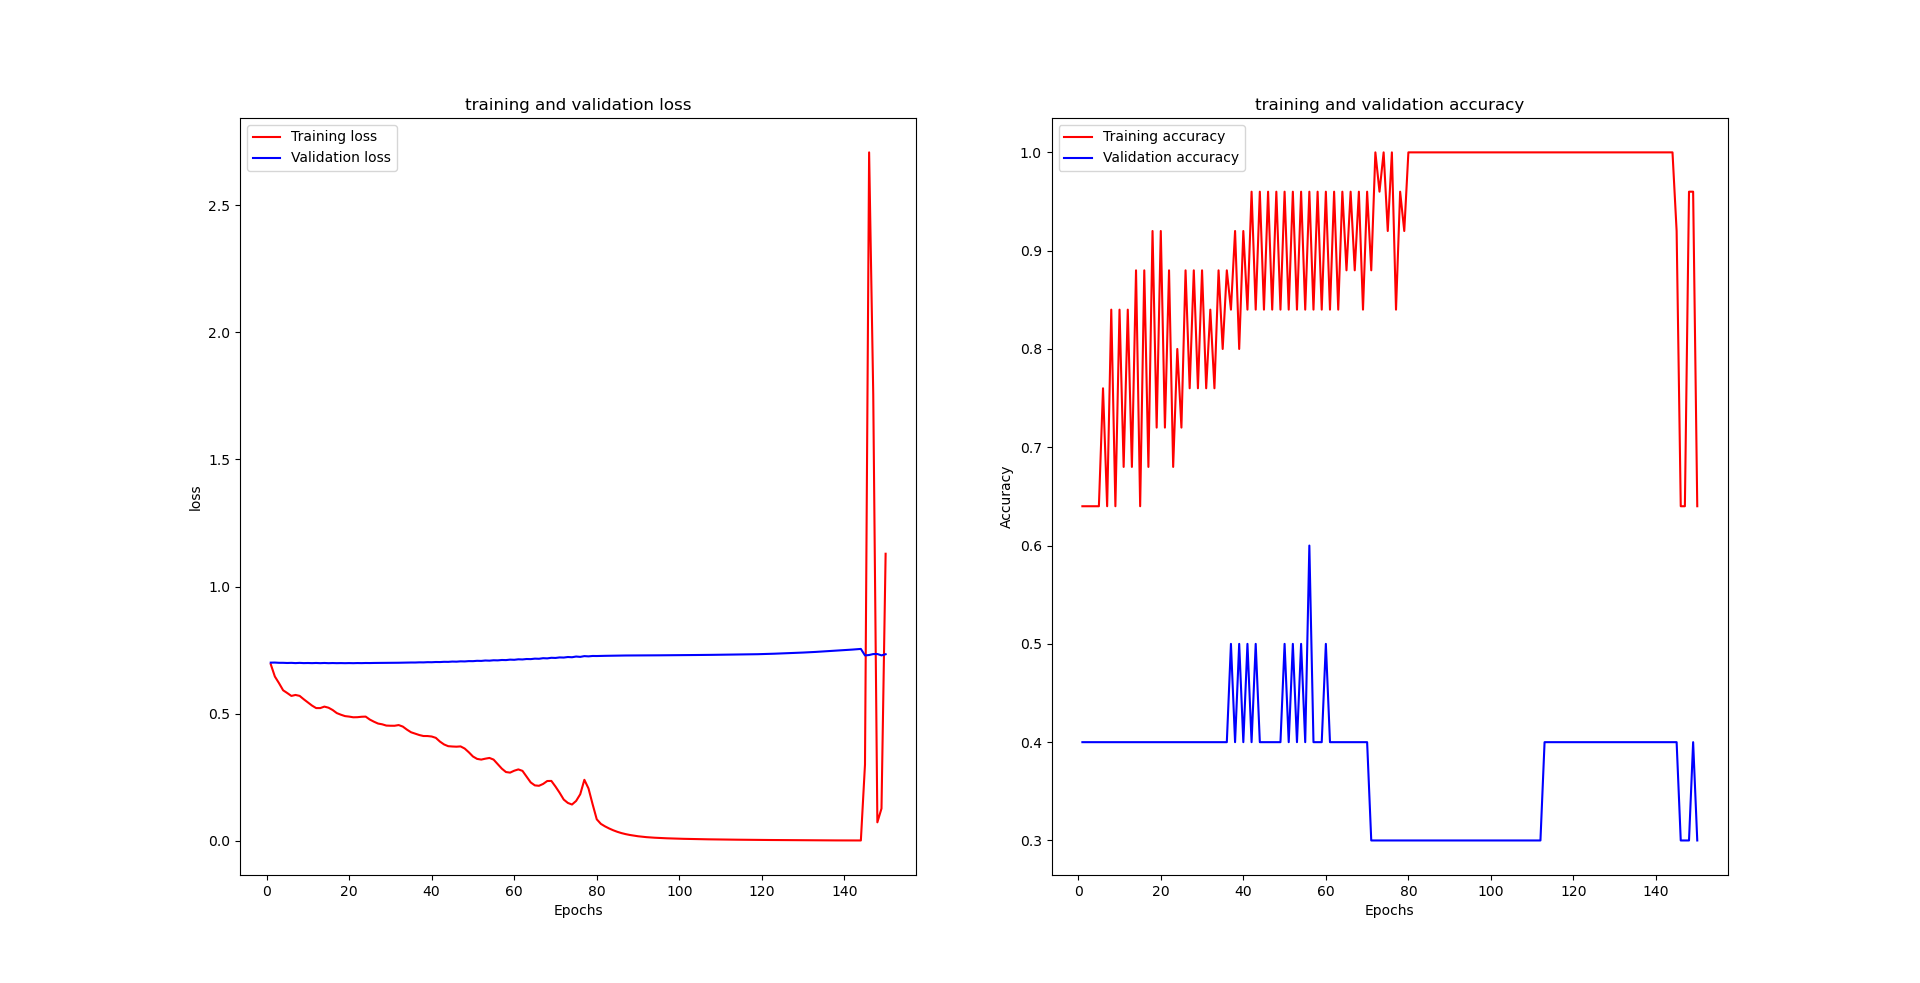 training and validation loss
Training loss
Validation loss
2.5
2.0
1.5
1.0
0.5
0.0
loss
0 20 40 60 80 100 120 140
Epochs
training and validation accuracy
Training accuracy
Validation accuracy
1.0
0.9
0.8
0.7
0.6
0.5
0.4
0.3
Accuracy
0 20 40 60 80 100 120 140
Epochs